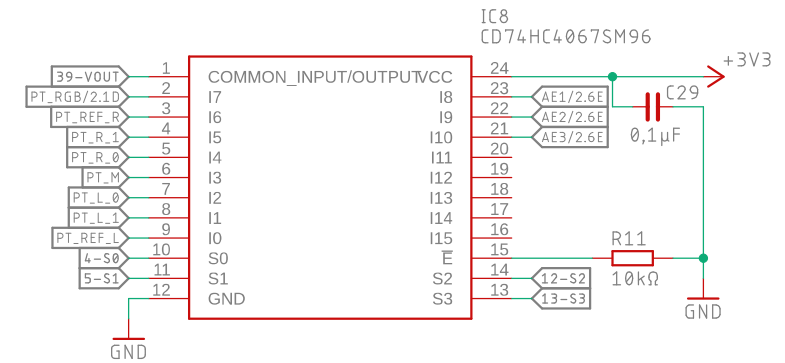 IC8
CD74HC4067SM96
+3V3
39-VOUT 1 COMMON_INPUT/OUTPUT VCC 24
PT_RGB/2.1D 2 I7 I8 23 AE1/2.6E
PT_REF_R 3 I6 I9 22 AE2/2.6E
PT_R_1 4 I5 I10 21 AE3/2.6E
PT_R_0 5 I4 I11 20
PT_M 6 I3 I12 19
PT_L_0 7 I2 I13 18
PT_L_1 8 I1 I14 17
PT_REF_L 9 I0 I15 16
4-S0 10 S0 E 15
5-S1 11 S1 S2 14 12-S2
12 GND S3 13 13-S3
C29
0,1µF
R11
10kΩ
GND
GND